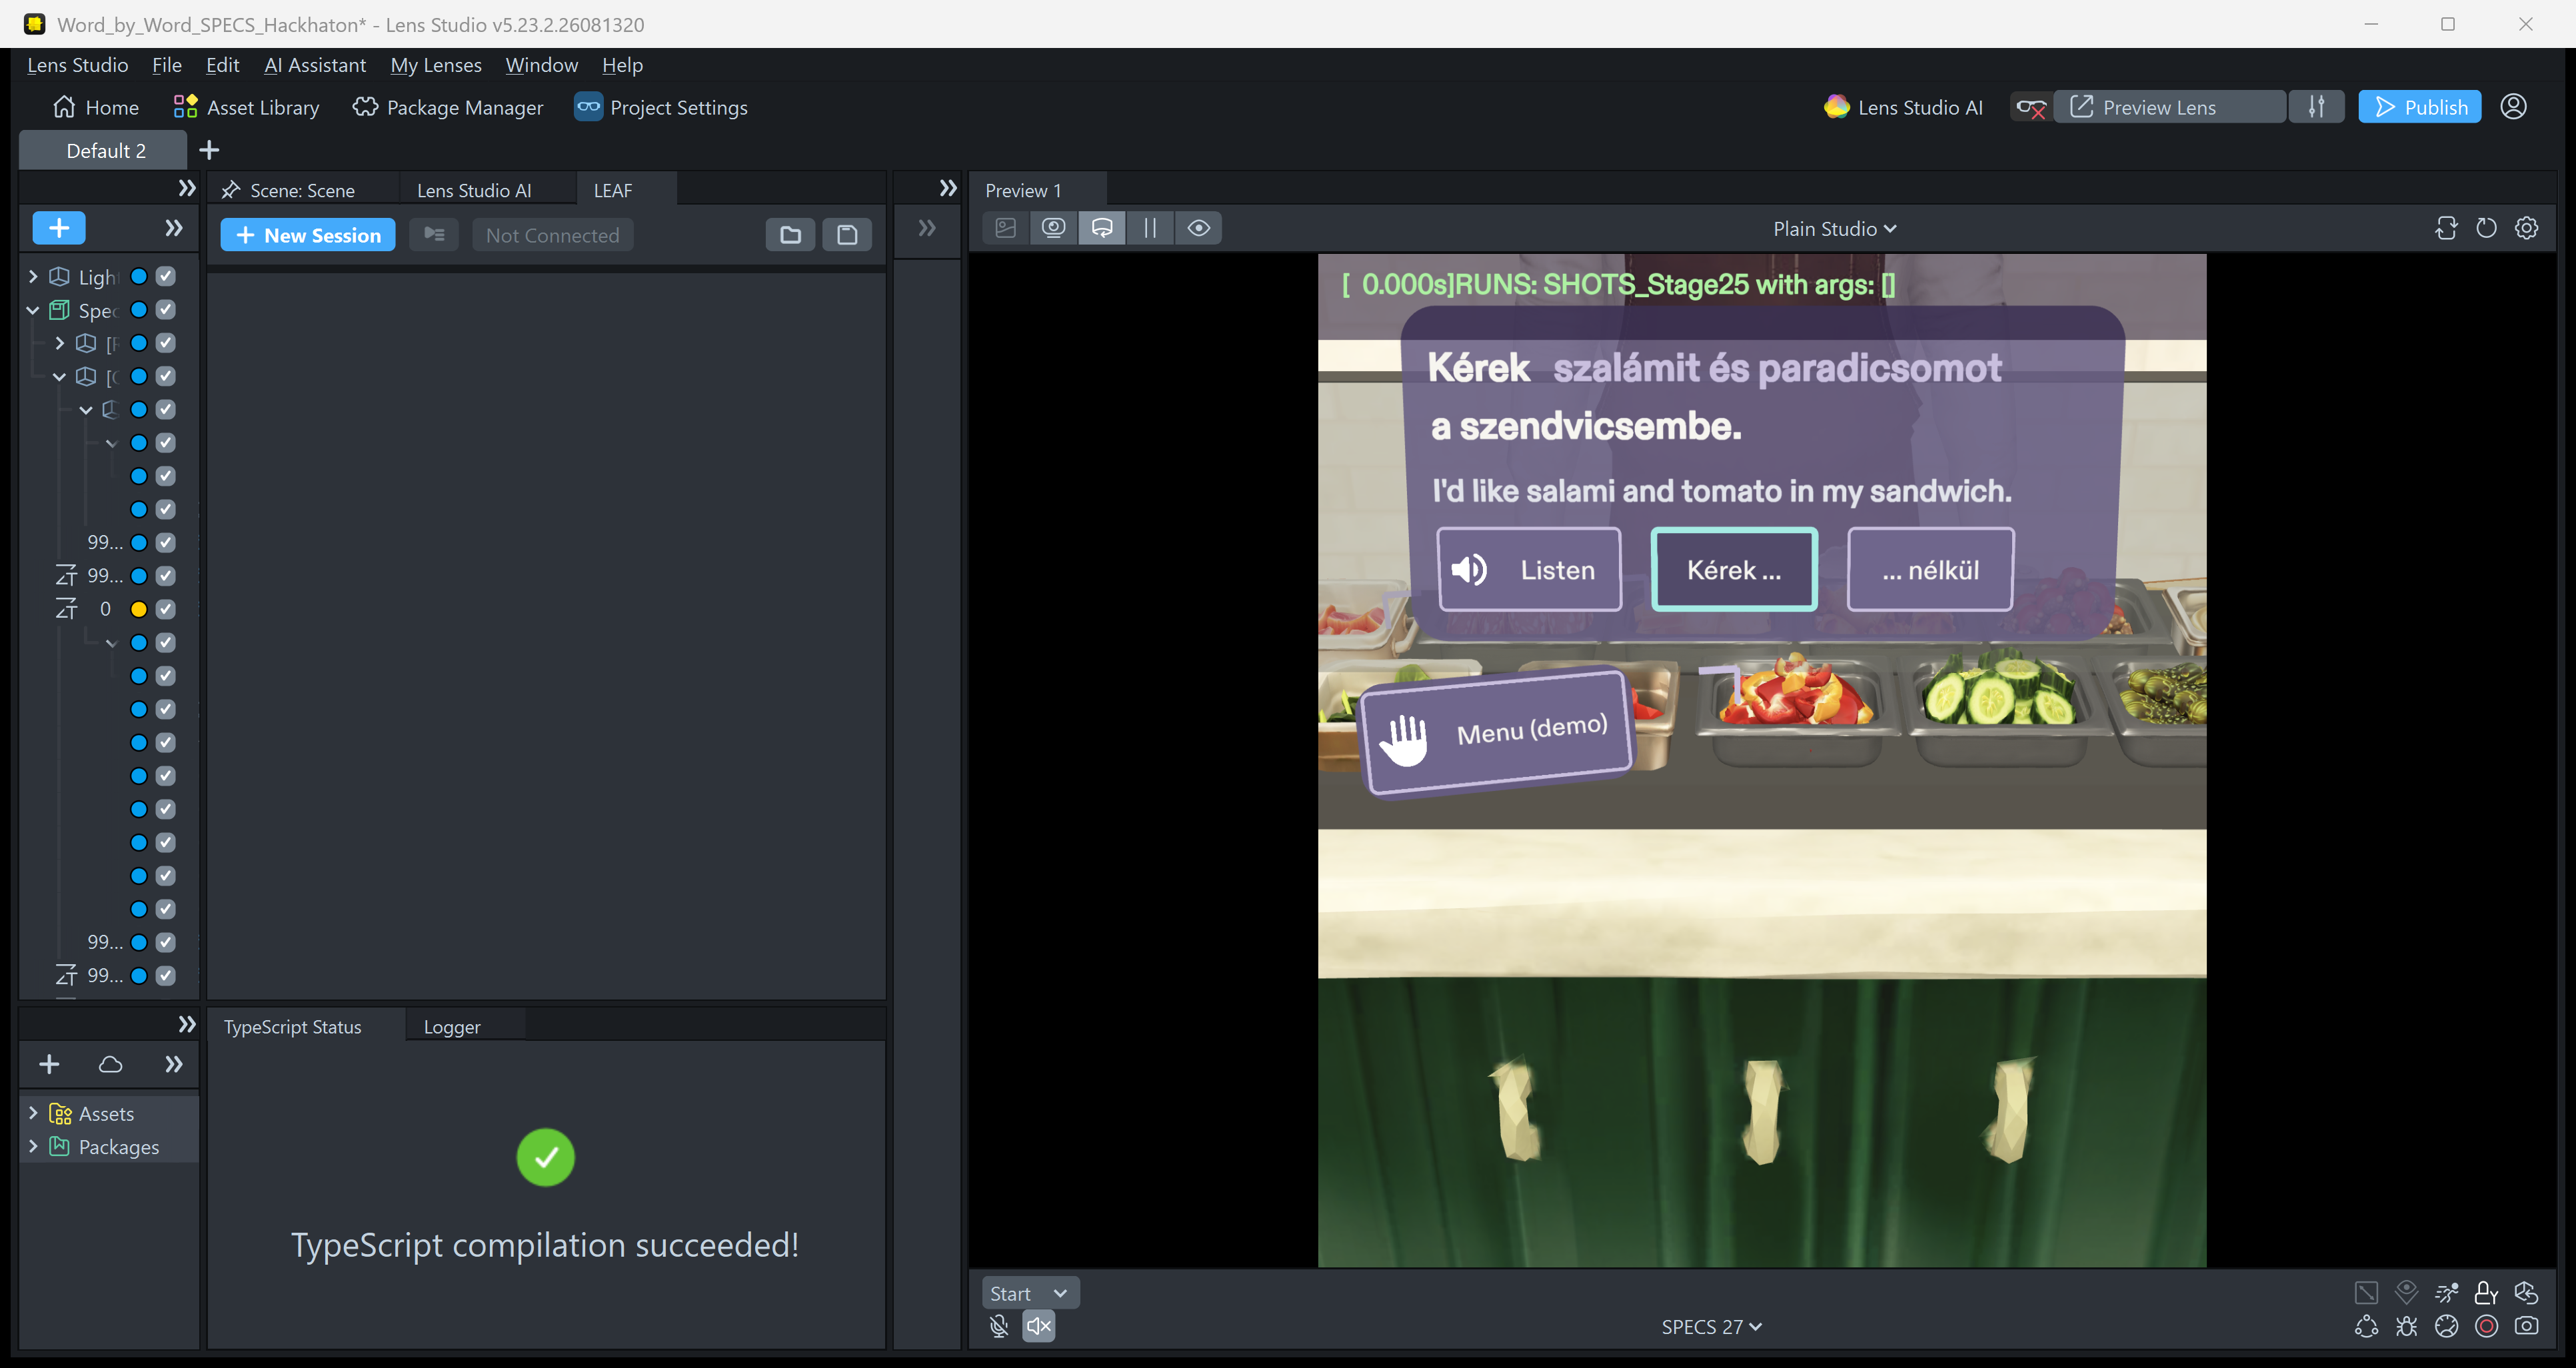 Word_by_Word_SPECS_Hackhaton* - Lens Studio v5.23.2.26081320
Lens Studio File Edit AI Assistant My Lenses Window Help
Home Asset Library Package Manager Project Settings Lens Studio AI Preview Lens Publish
Default 2
Scene: Scene Lens Studio AI LEAF Preview 1
New Session Not Connected Plain Studio
Ligh
Spec
[
[
99...
99...
0
99...
99...
[ 0.000s]RUNS: SHOTS_Stage25 with args: []
Kérek szalámit és paradicsomot
a szendvicsembe.
I'd like salami and tomato in my sandwich.
Listen Kérek ... ... nélkül
Menu (demo)
TypeScript Status Logger
Assets
Packages
TypeScript compilation succeeded!
Start
SPECS 27